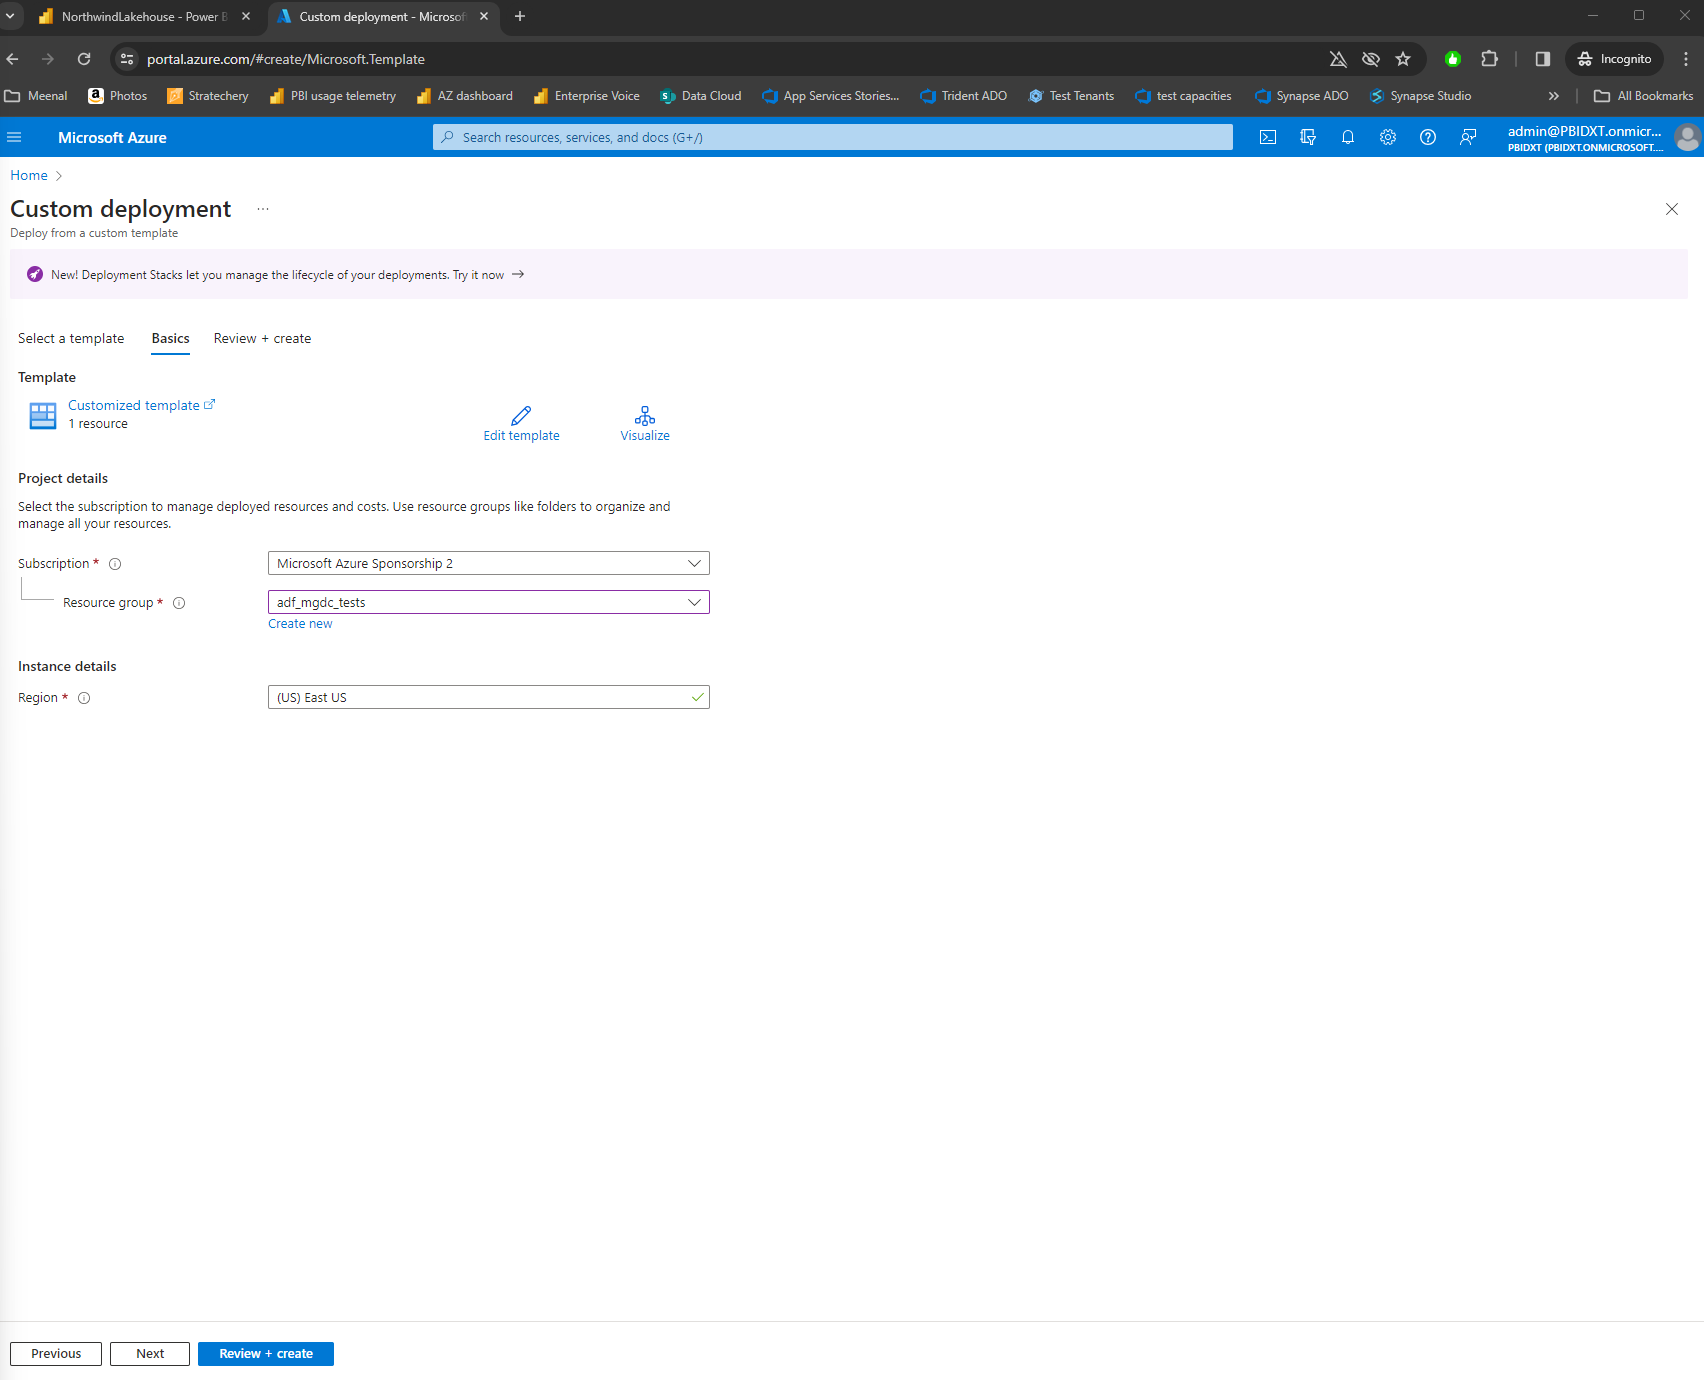 NorthwindLakehouse - Power B
Custom deployment - Microsof
portal.azure.com/#create/Microsoft.Template
Incognito
Meenal
Photos
Stratechery
PBI usage telemetry
AZ dashboard
Enterprise Voice
Data Cloud
App Services Stories...
Trident ADO
Test Tenants
test capacities
Synapse ADO
Synapse Studio
All Bookmarks
Microsoft Azure
Search resources, services, and docs (G+/)
admin@PBIDXT.onmicr...
PBIDXT (PBIDXT.ONMICROSOFT....
Home
Custom deployment
Deploy from a custom template
New! Deployment Stacks let you manage the lifecycle of your deployments. Try it now →
Select a template
Basics
Review + create
Template
Customized template
1 resource
Edit template
Visualize
Project details
Select the subscription to manage deployed resources and costs. Use resource groups like folders to organize and
manage all your resources.
Subscription *
Microsoft Azure Sponsorship 2
Resource group *
adf_mgdc_tests
Create new
Instance details
Region *
(US) East US
Previous
Next
Review + create